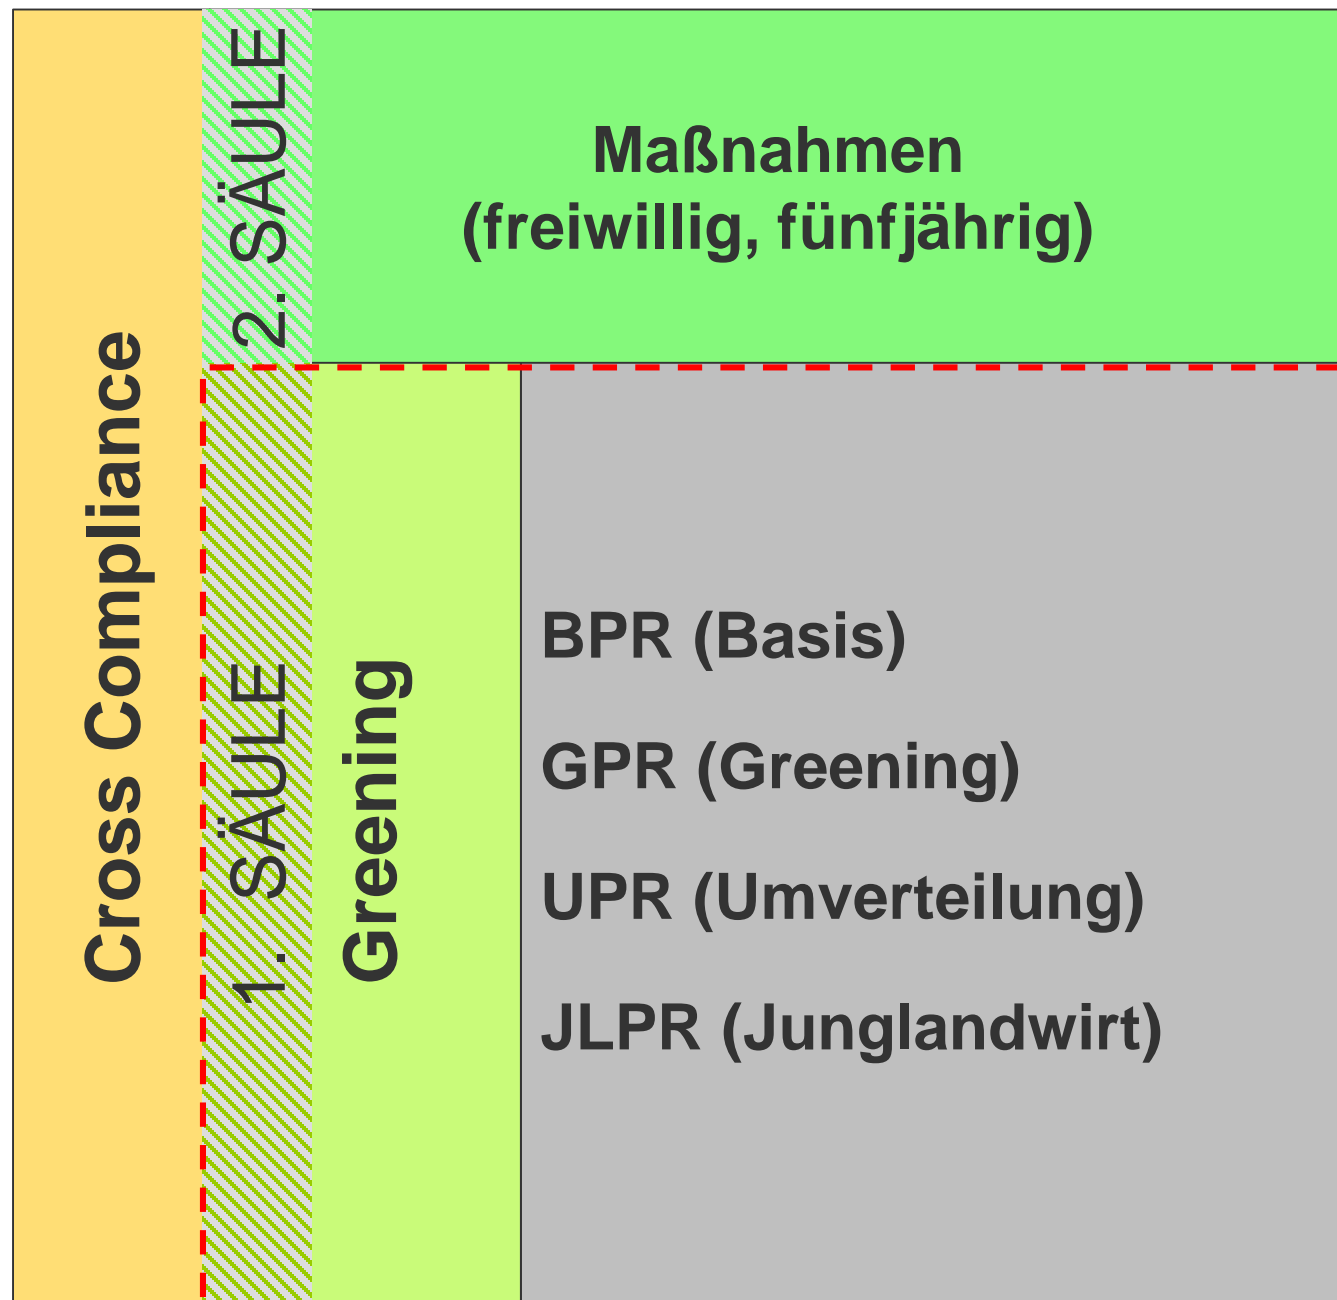 Cross Compliance
2. SÄULE
Maßnahmen
(freiwillig, fünfjährig)
1. SÄULE
Greening
BPR (Basis)
GPR (Greening)
UPR (Umverteilung)
JLPR (Junglandwirt)